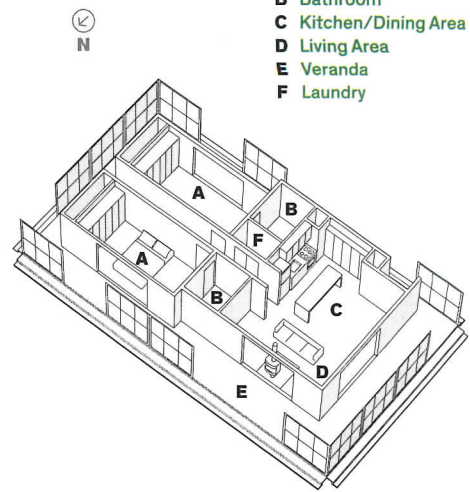 B Bathroom
C Kitchen/Dining Area
D Living Area
E Veranda
F Laundry
N
A
B
F
A
B
C
D
E